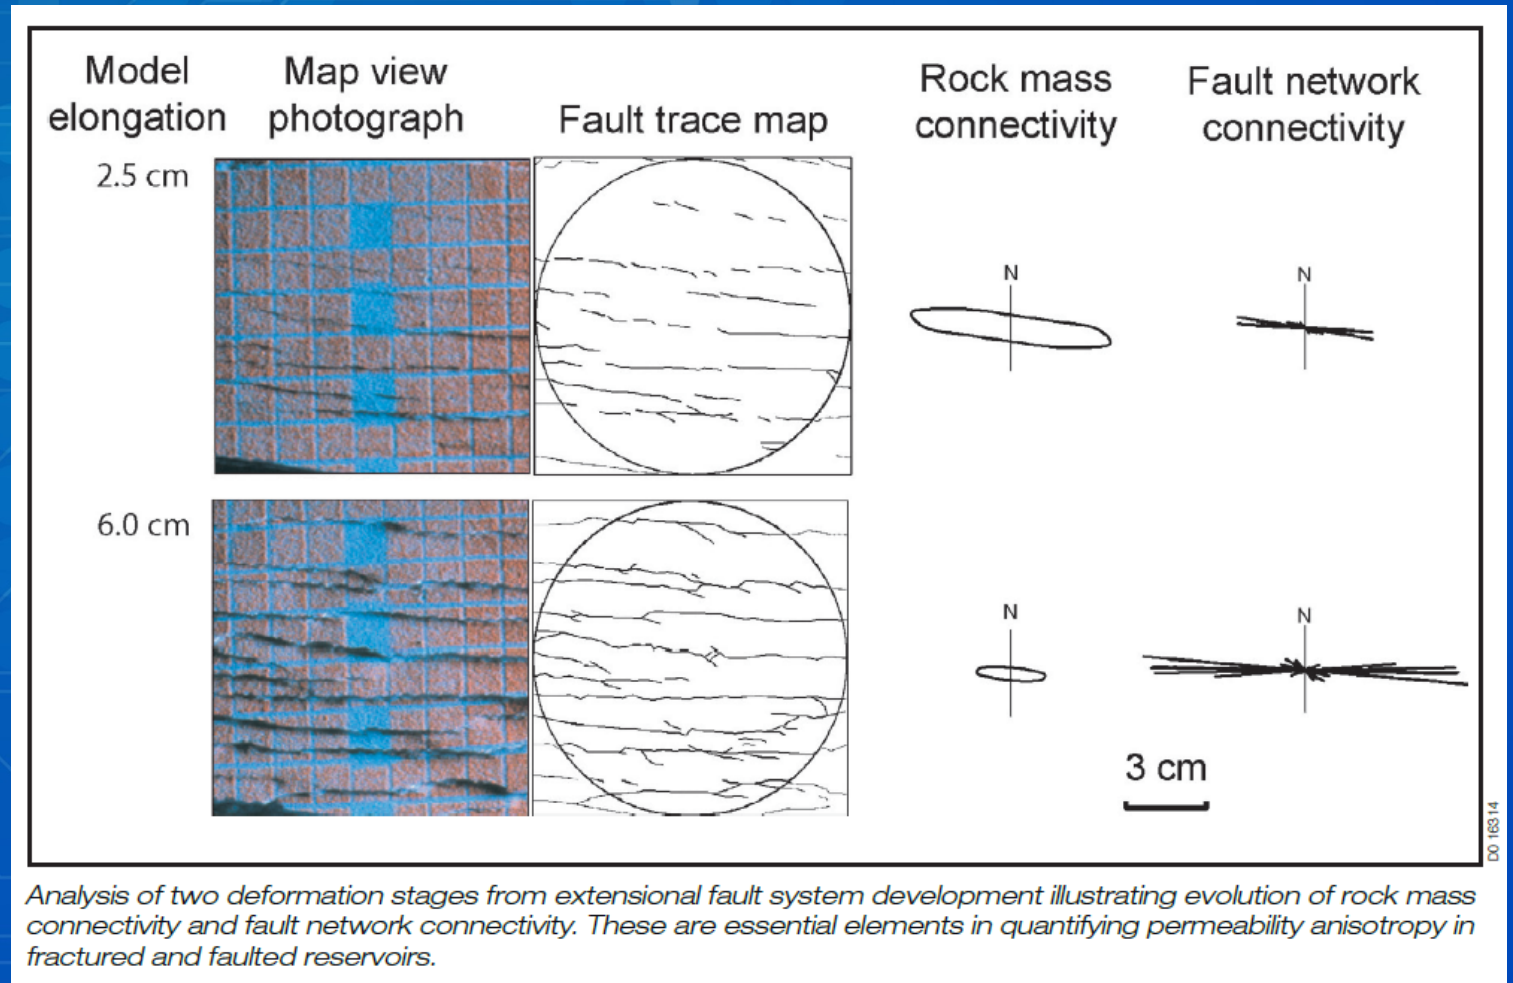 Model
elongation
Map view
photograph
Fault trace map
Rock mass
connectivity
Fault network
connectivity
2.5 cm
N
N
6.0 cm
N
N
3 cm
D0 16314
Analysis of two deformation stages from extensional fault system development illustrating evolution of rock mass
connectivity and fault network connectivity. These are essential elements in quantifying permeability anisotropy in
fractured and faulted reservoirs.